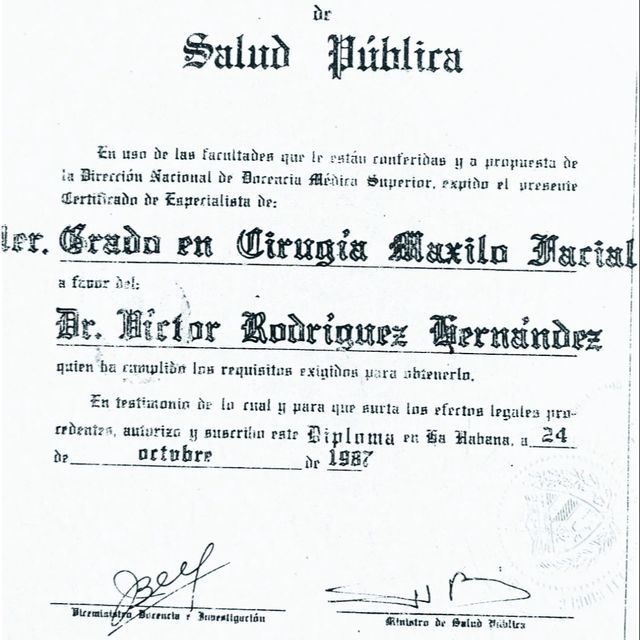 de
Salud Pública
En uso de las facultades que le están conferidas y a propuesta de
la Dirección Nacional de Docencia Médica Superior, expido el presente
Certificado de Especialista de:
1er. Grado en Cirugía Maxilo Facial
a favor del:
Dr. Víctor Rodríguez Hernández
quien ha cumplido los requisitos exigidos para obtenerlo.
En testimonio de lo cual y para que surta los efectos legales pro-
cedentes, autorizo y suscribo este Diploma en La Habana, a 24
de octubre de 1987
Viceministro Docencia e Investigación
Ministro de Salud Pública